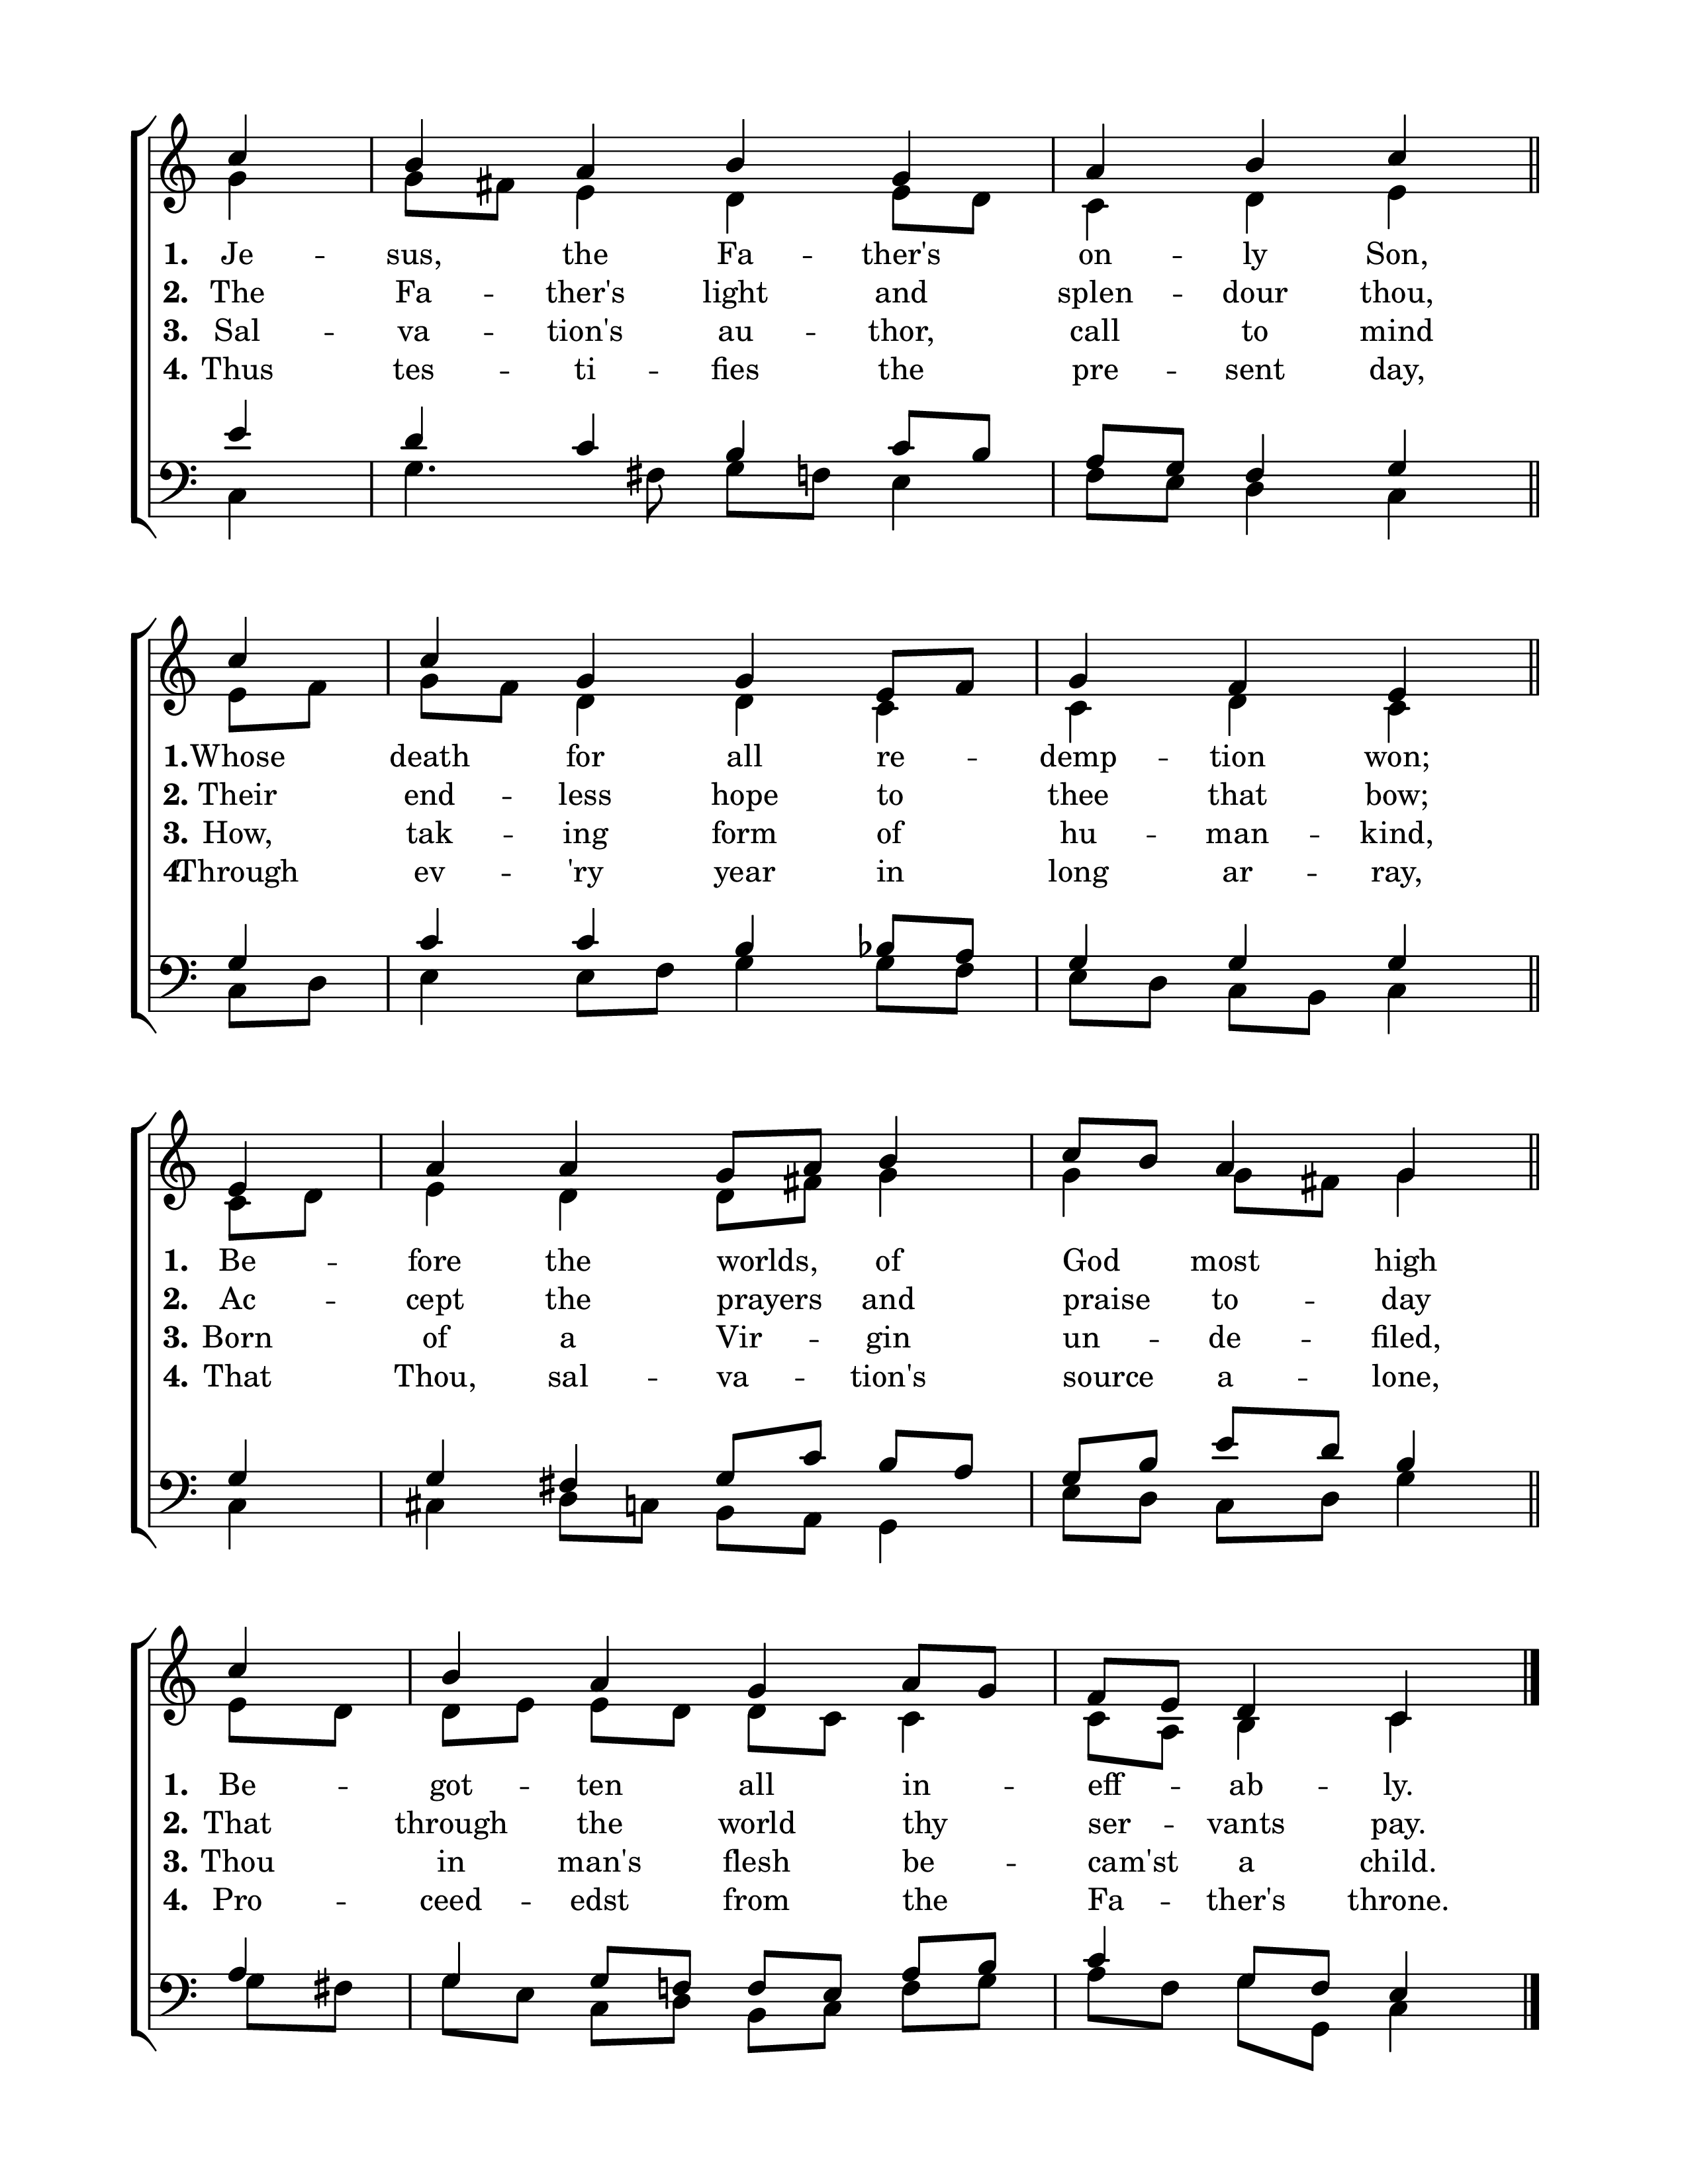 1. Je - sus, the Fa - ther's on - ly Son,
2. The Fa - ther's light and splen - dour thou,
3. Sal - va - tion's au - thor, call to mind
4. Thus tes - ti - fies the pre - sent day,
1. Whose death for all re - demp - tion won;
2. Their end - less hope to thee that bow;
3. How, tak - ing form of hu - man - kind,
4. Through ev - 'ry year in long ar - ray,
1. Be - fore the worlds, of God most high
2. Ac - cept the prayers and praise to - day
3. Born of a Vir - gin un - de - filed,
4. That Thou, sal - va - tion's source a - lone,
1. Be - got - ten all in - eff - ab - ly.
2. That through the world thy ser - vants pay.
3. Thou in man's flesh be - cam'st a child.
4. Pro - ceed - edst from the Fa - ther's throne.